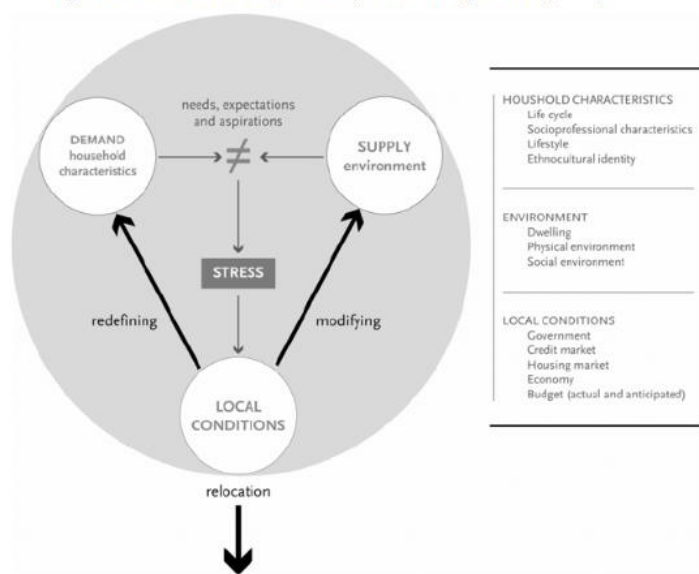 needs, expectations
and aspirations
DEMAND
household
characteristics
≠
SUPPLY
environment
STRESS
redefining
modifying
LOCAL
CONDITIONS
relocation
HOUSHOLD CHARACTERISTICS
Life cycle
Socioprofessional characteristics
Lifestyle
Ethnocultural identity
ENVIRONMENT
Dwelling
Physical environment
Social environment
LOCAL CONDITIONS
Government
Credit market
Housing market
Economy
Budget (actual and anticipated)